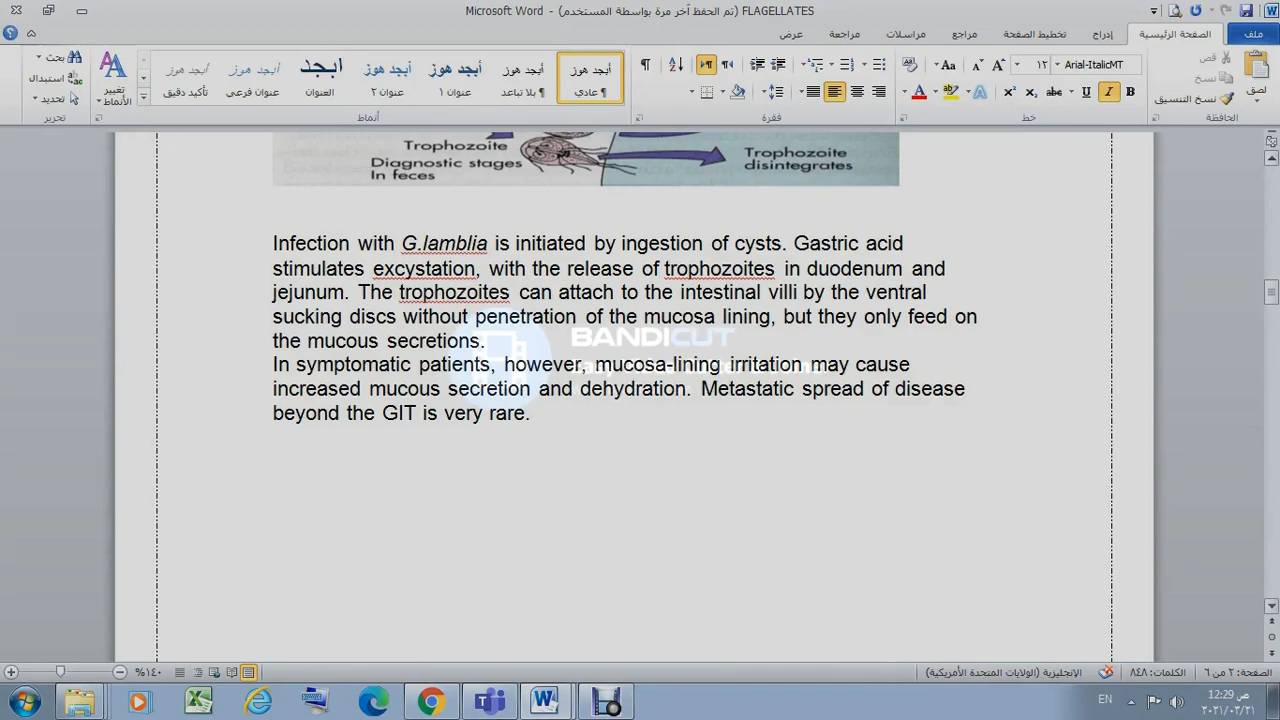 FLAGELLATES (تم الحفظ آخر مرة بواسطة المستخدم) - Microsoft Word
ملف
الصفحة الرئيسية
إدراج
تخطيط الصفحة
مراجع
مراسلات
مراجعة
عرض
قص
نسخ
نسخ التنسيق
لصق
الحافظة
Arial-ItalicMT
١٢
خط
فقرة
أبجد هوز
¶ عادي
أبجد هوز
¶ بلا تباعد
أبجد هوز
عنوان ١
أبجد هوز
عنوان ٢
أبجد
العنوان
أبجد هوز
عنوان فرعي
أبجد هوز
تأكيد دقيق
تغيير
الأنماط
أنماط
بحث
استبدال
تحديد
تحرير
Trophozoite
Diagnostic stages
In feces
Trophozoite
disintegrates
Infection with G.lamblia is initiated by ingestion of cysts. Gastric acid
stimulates excystation, with the release of trophozoites in duodenum and
jejunum. The trophozoites can attach to the intestinal villi by the ventral
sucking discs without penetration of the mucosa lining, but they only feed on
the mucous secretions.
In symptomatic patients, however, mucosa-lining irritation may cause
increased mucous secretion and dehydration. Metastatic spread of disease
beyond the GIT is very rare.
BANDICUT
الصفحة: ٢ من ٦
الكلمات: ٨٤٨
الإنجليزية (الولايات المتحدة الأمريكية)
٪١٤٠
EN
12:29 ص
٢٠٢١/٠٣/٢١